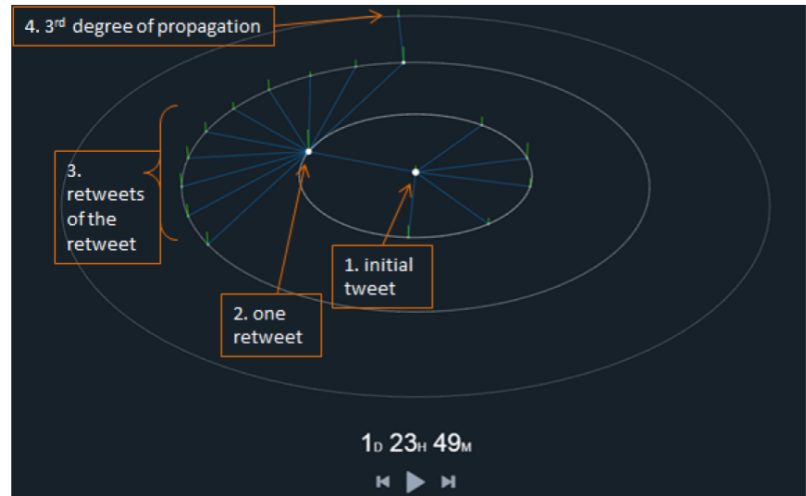 4. 3rd degree of propagation
3.
retweets
of the
retweet
1. initial
tweet
2. one
retweet
1D 23H 49M